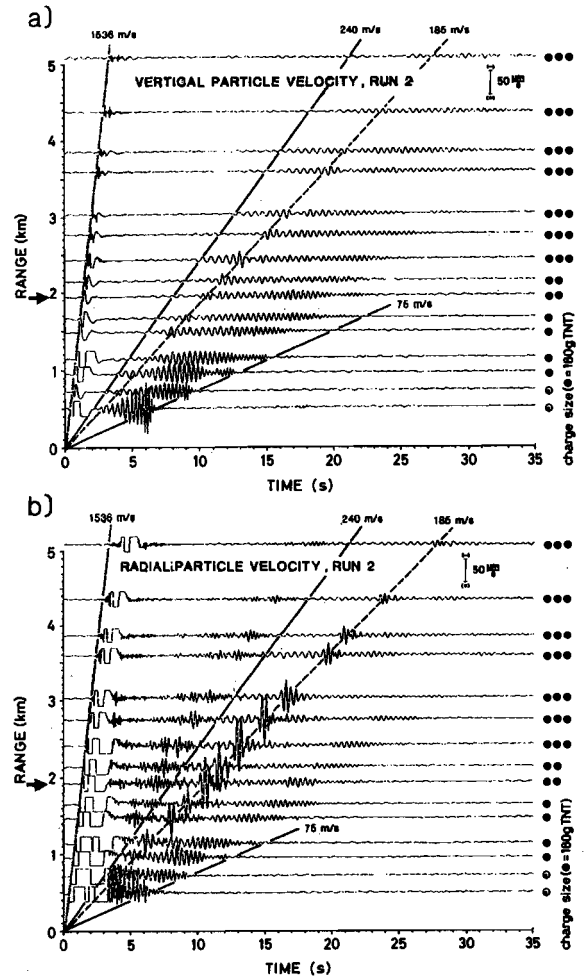 a)
1536 m/s
240 m/s
185 m/s
VERTICAL PARTICLE VELOCITY, RUN 2
50
75 m/s
RANGE (km)
5
4
3
2
1
0
0 5 10 15 20 25 30 35
TIME (s)
charge size (●=180g TNT)
b)
1536 m/s
240 m/s
185 m/s
RADIAL PARTICLE VELOCITY, RUN 2
50
75 m/s
RANGE (km)
5
4
3
2
1
0
0 5 10 15 20 25 30 35
TIME (s)
charge size (●=180g TNT)